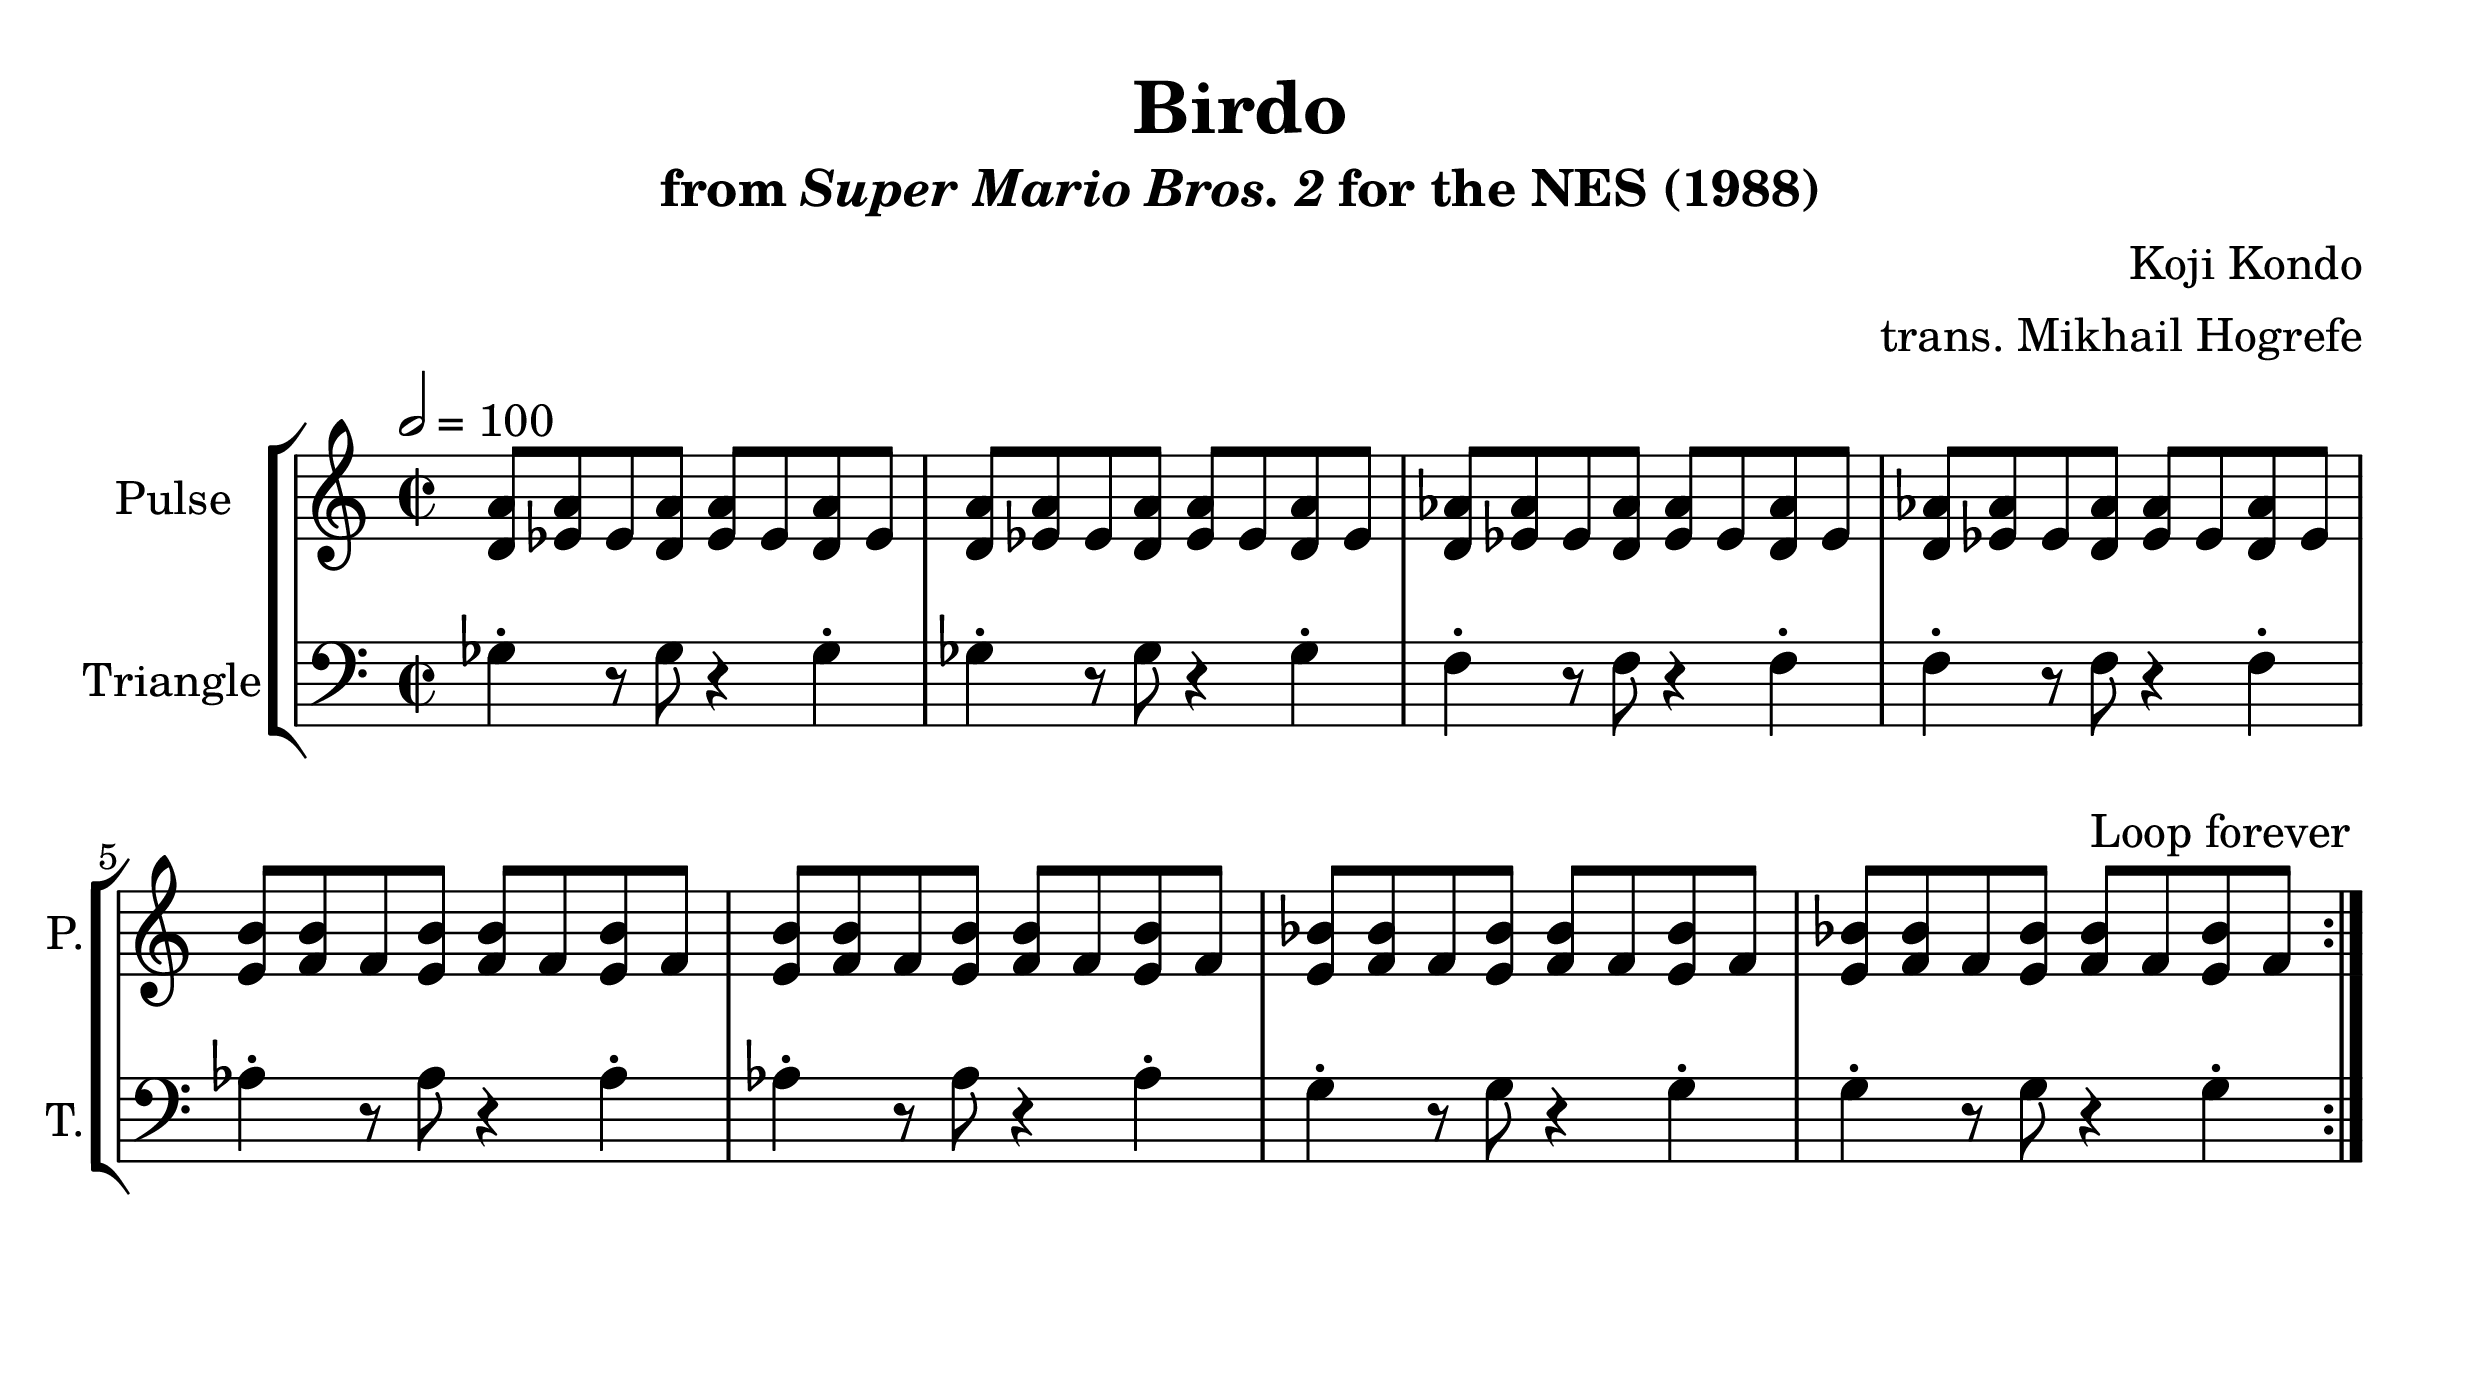 Birdo
from Super Mario Bros. 2 for the NES (1988)
Koji Kondo
trans. Mikhail Hogrefe
= 100
Pulse
Triangle
Loop forever
5
P.
T.